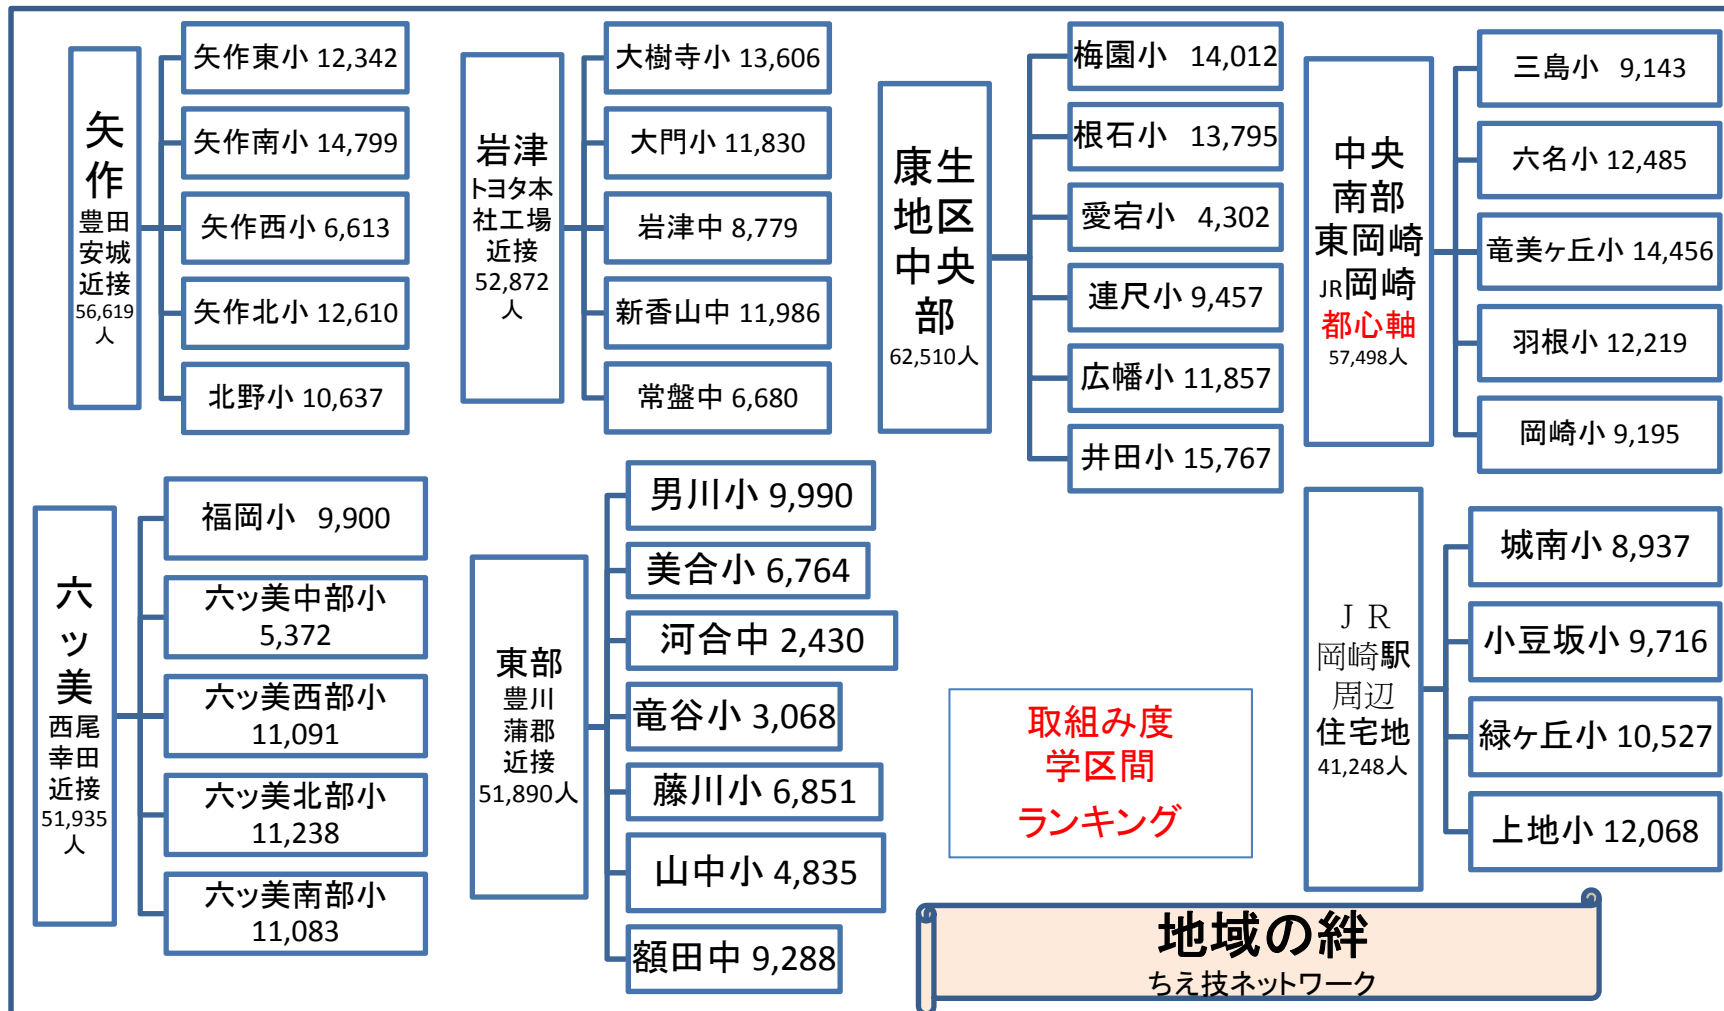 矢
作
豊田
安城
近接
56,619
人
矢作東小 12,342
矢作南小 14,799
矢作西小 6,613
矢作北小 12,610
北野小 10,637
岩津
トヨタ本
社工場
近接
52,872
人
大樹寺小 13,606
大門小 11,830
岩津中 8,779
新香山中 11,986
常盤中 6,680
康生
地区
中央
部
62,510人
梅園小 14,012
根石小 13,795
愛宕小 4,302
連尺小 9,457
広幡小 11,857
井田小 15,767
中央
南部
東岡崎
JR岡崎
都心軸
57,498人
三島小 9,143
六名小 12,485
竜美ヶ丘小 14,456
羽根小 12,219
岡崎小 9,195
六
ッ
美
西尾
幸田
近接
51,935
人
福岡小 9,900
六ッ美中部小
5,372
六ッ美西部小
11,091
六ッ美北部小
11,238
六ッ美南部小
11,083
東部
豊川
蒲郡
近接
51,890人
男川小 9,990
美合小 6,764
河合中 2,430
竜谷小 3,068
藤川小 6,851
山中小 4,835
額田中 9,288
取組み度
学区間
ランキング
ＪＲ
岡崎駅
周辺
住宅地
41,248人
城南小 8,937
小豆坂小 9,716
緑ヶ丘小 10,527
上地小 12,068
地域の絆
ちえ技ネットワーク